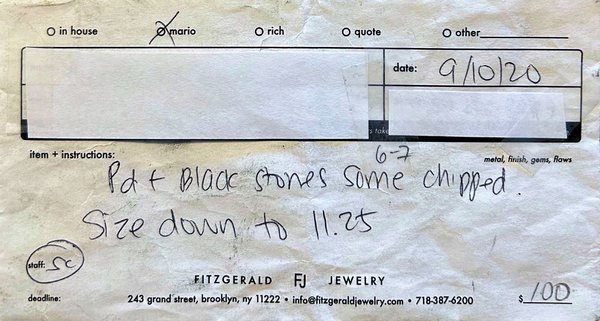 in house mario rich quote other
date: 9/10/20
s take
item + instructions: metal, finish, gems, flaws
6-7
Pd + Black stones some chipped.
Size down to 11.25
staff: SC
FITZGERALD FJ JEWELRY
deadline: 243 grand street, brooklyn, ny 11222 • info@fitzgeraldjewelry.com • 718-387-6200 $100